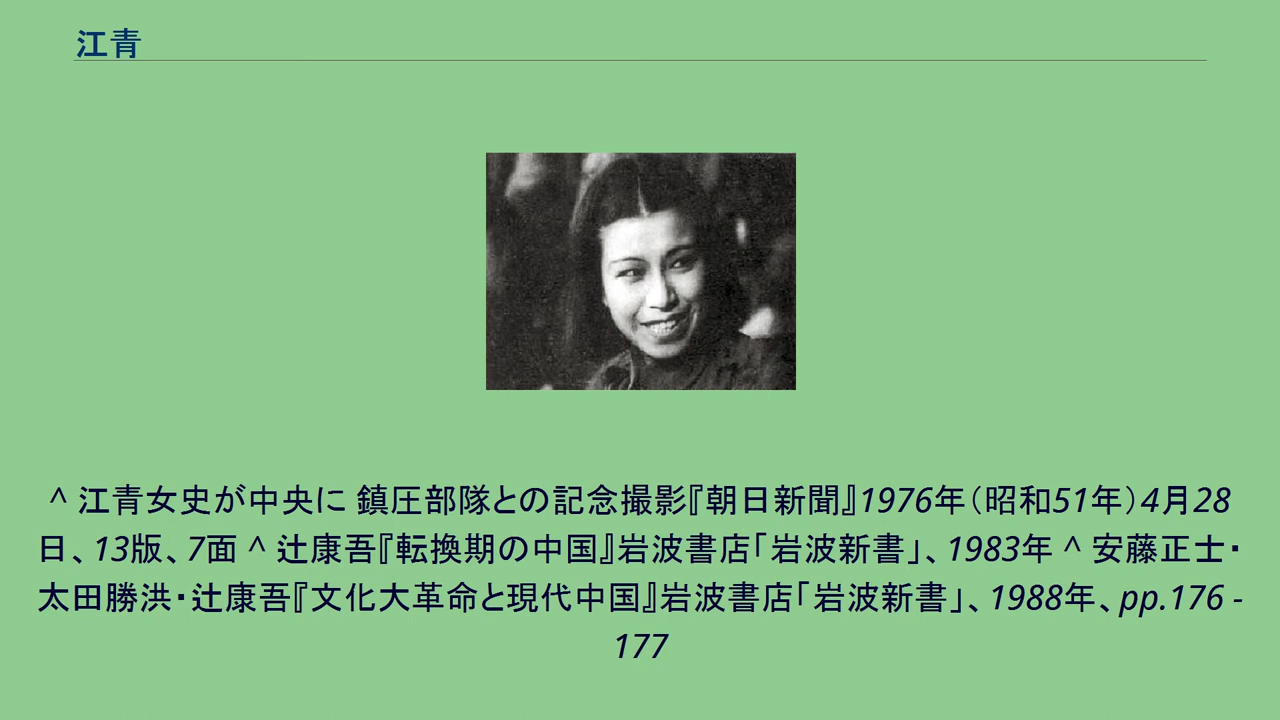 江青
^ 江青女史が中央に 鎮圧部隊との記念撮影『朝日新聞』1976年（昭和51年）4月28
日、13版、7面 ^ 辻康吾『転換期の中国』岩波書店「岩波新書」、1983年 ^ 安藤正士・
太田勝洪・辻康吾『文化大革命と現代中国』岩波書店「岩波新書」、1988年、pp.176 -
177